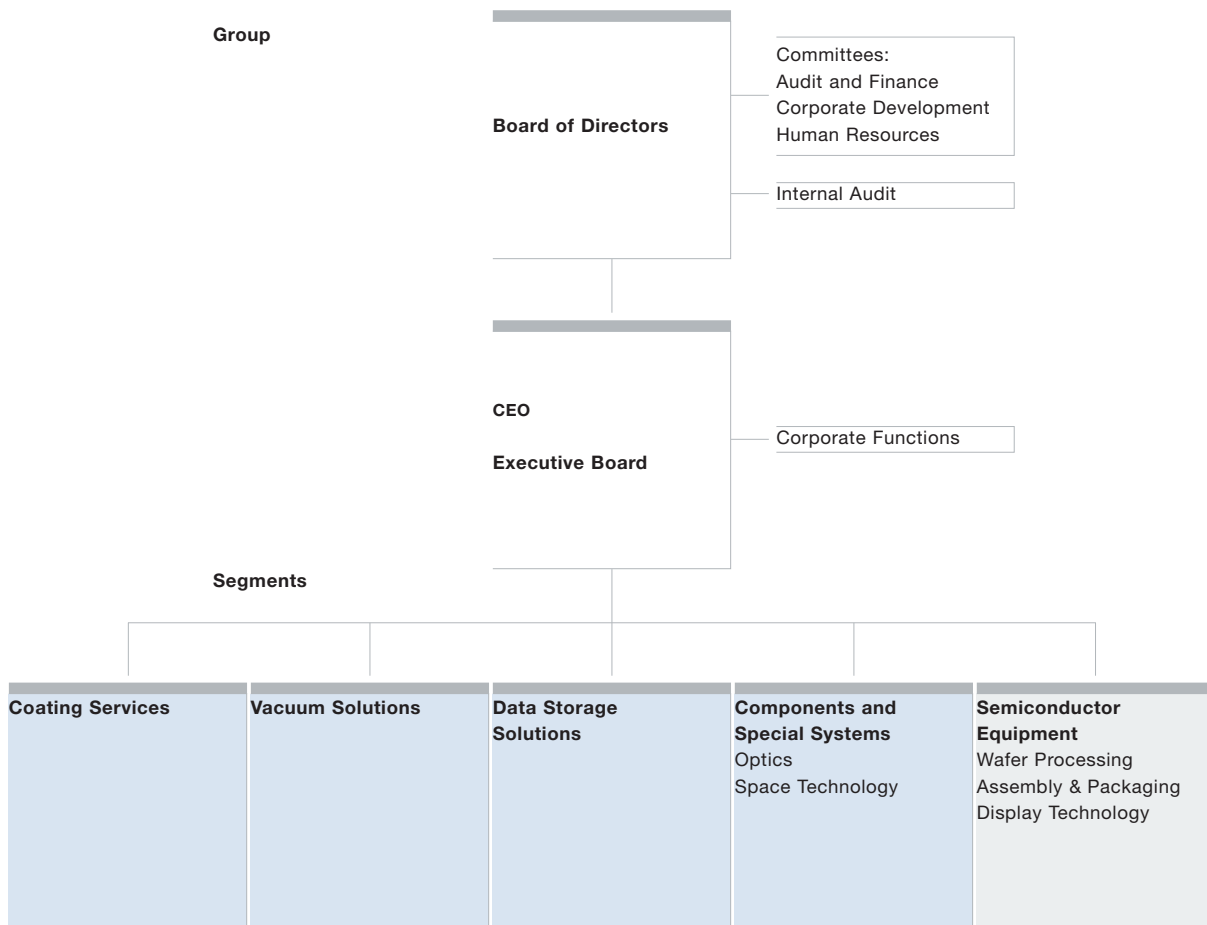 Group
Board of Directors
Committees:
Audit and Finance
Corporate Development
Human Resources
Internal Audit
CEO
Executive Board
Corporate Functions
Segments
Coating Services
Vacuum Solutions
Data Storage
Solutions
Components and
Special Systems
Optics
Space Technology
Semiconductor
Equipment
Wafer Processing
Assembly & Packaging
Display Technology